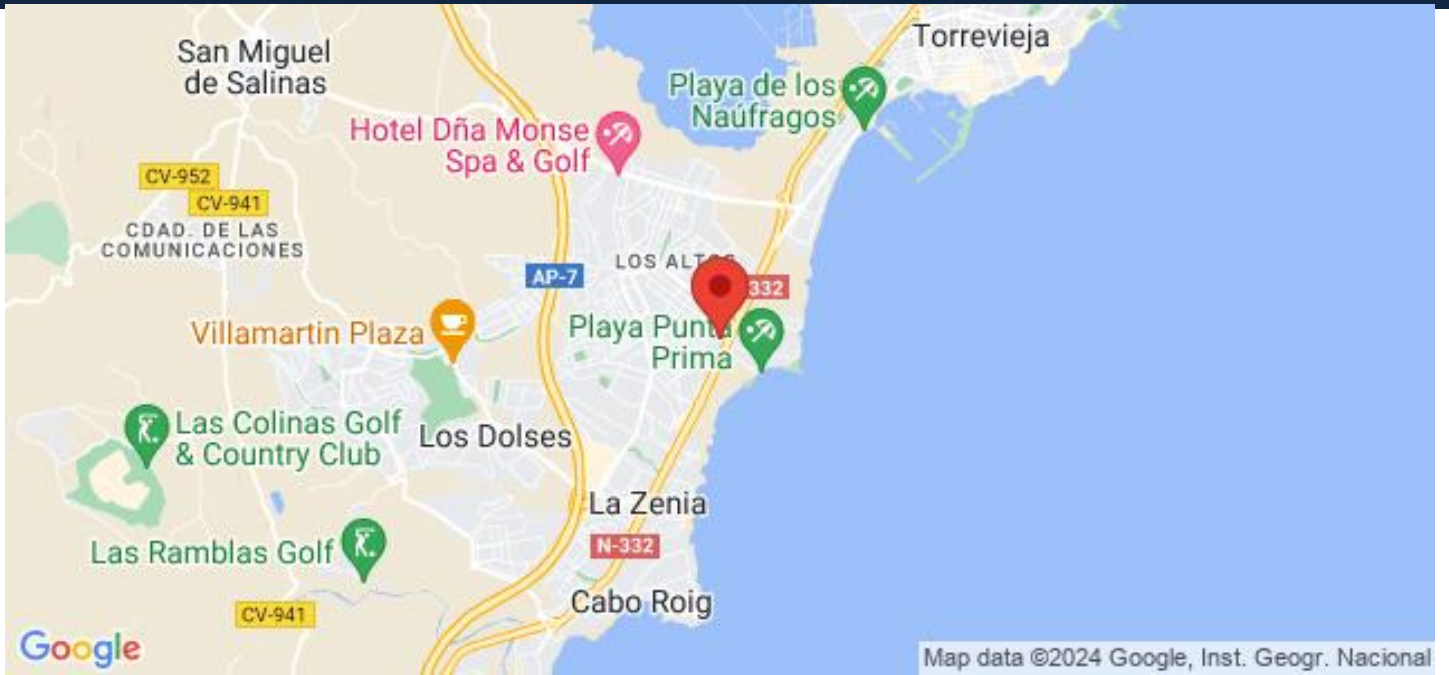 Torrevieja
San Miguel
de Salinas
Playa de los
Naúfragos
Hotel Dña Monse
Spa & Golf
CV-952
CV-941
CDAD. DE LAS
COMUNICACIONES
LOS ALTOS
AP-7
332
Villamartin Plaza
Playa Punta
Prima
Las Colinas Golf
& Country Club
Los Dolses
La Zenia
N-332
Las Ramblas Golf
Cabo Roig
CV-941
Google
Map data ©2024 Google, Inst. Geogr. Nacional